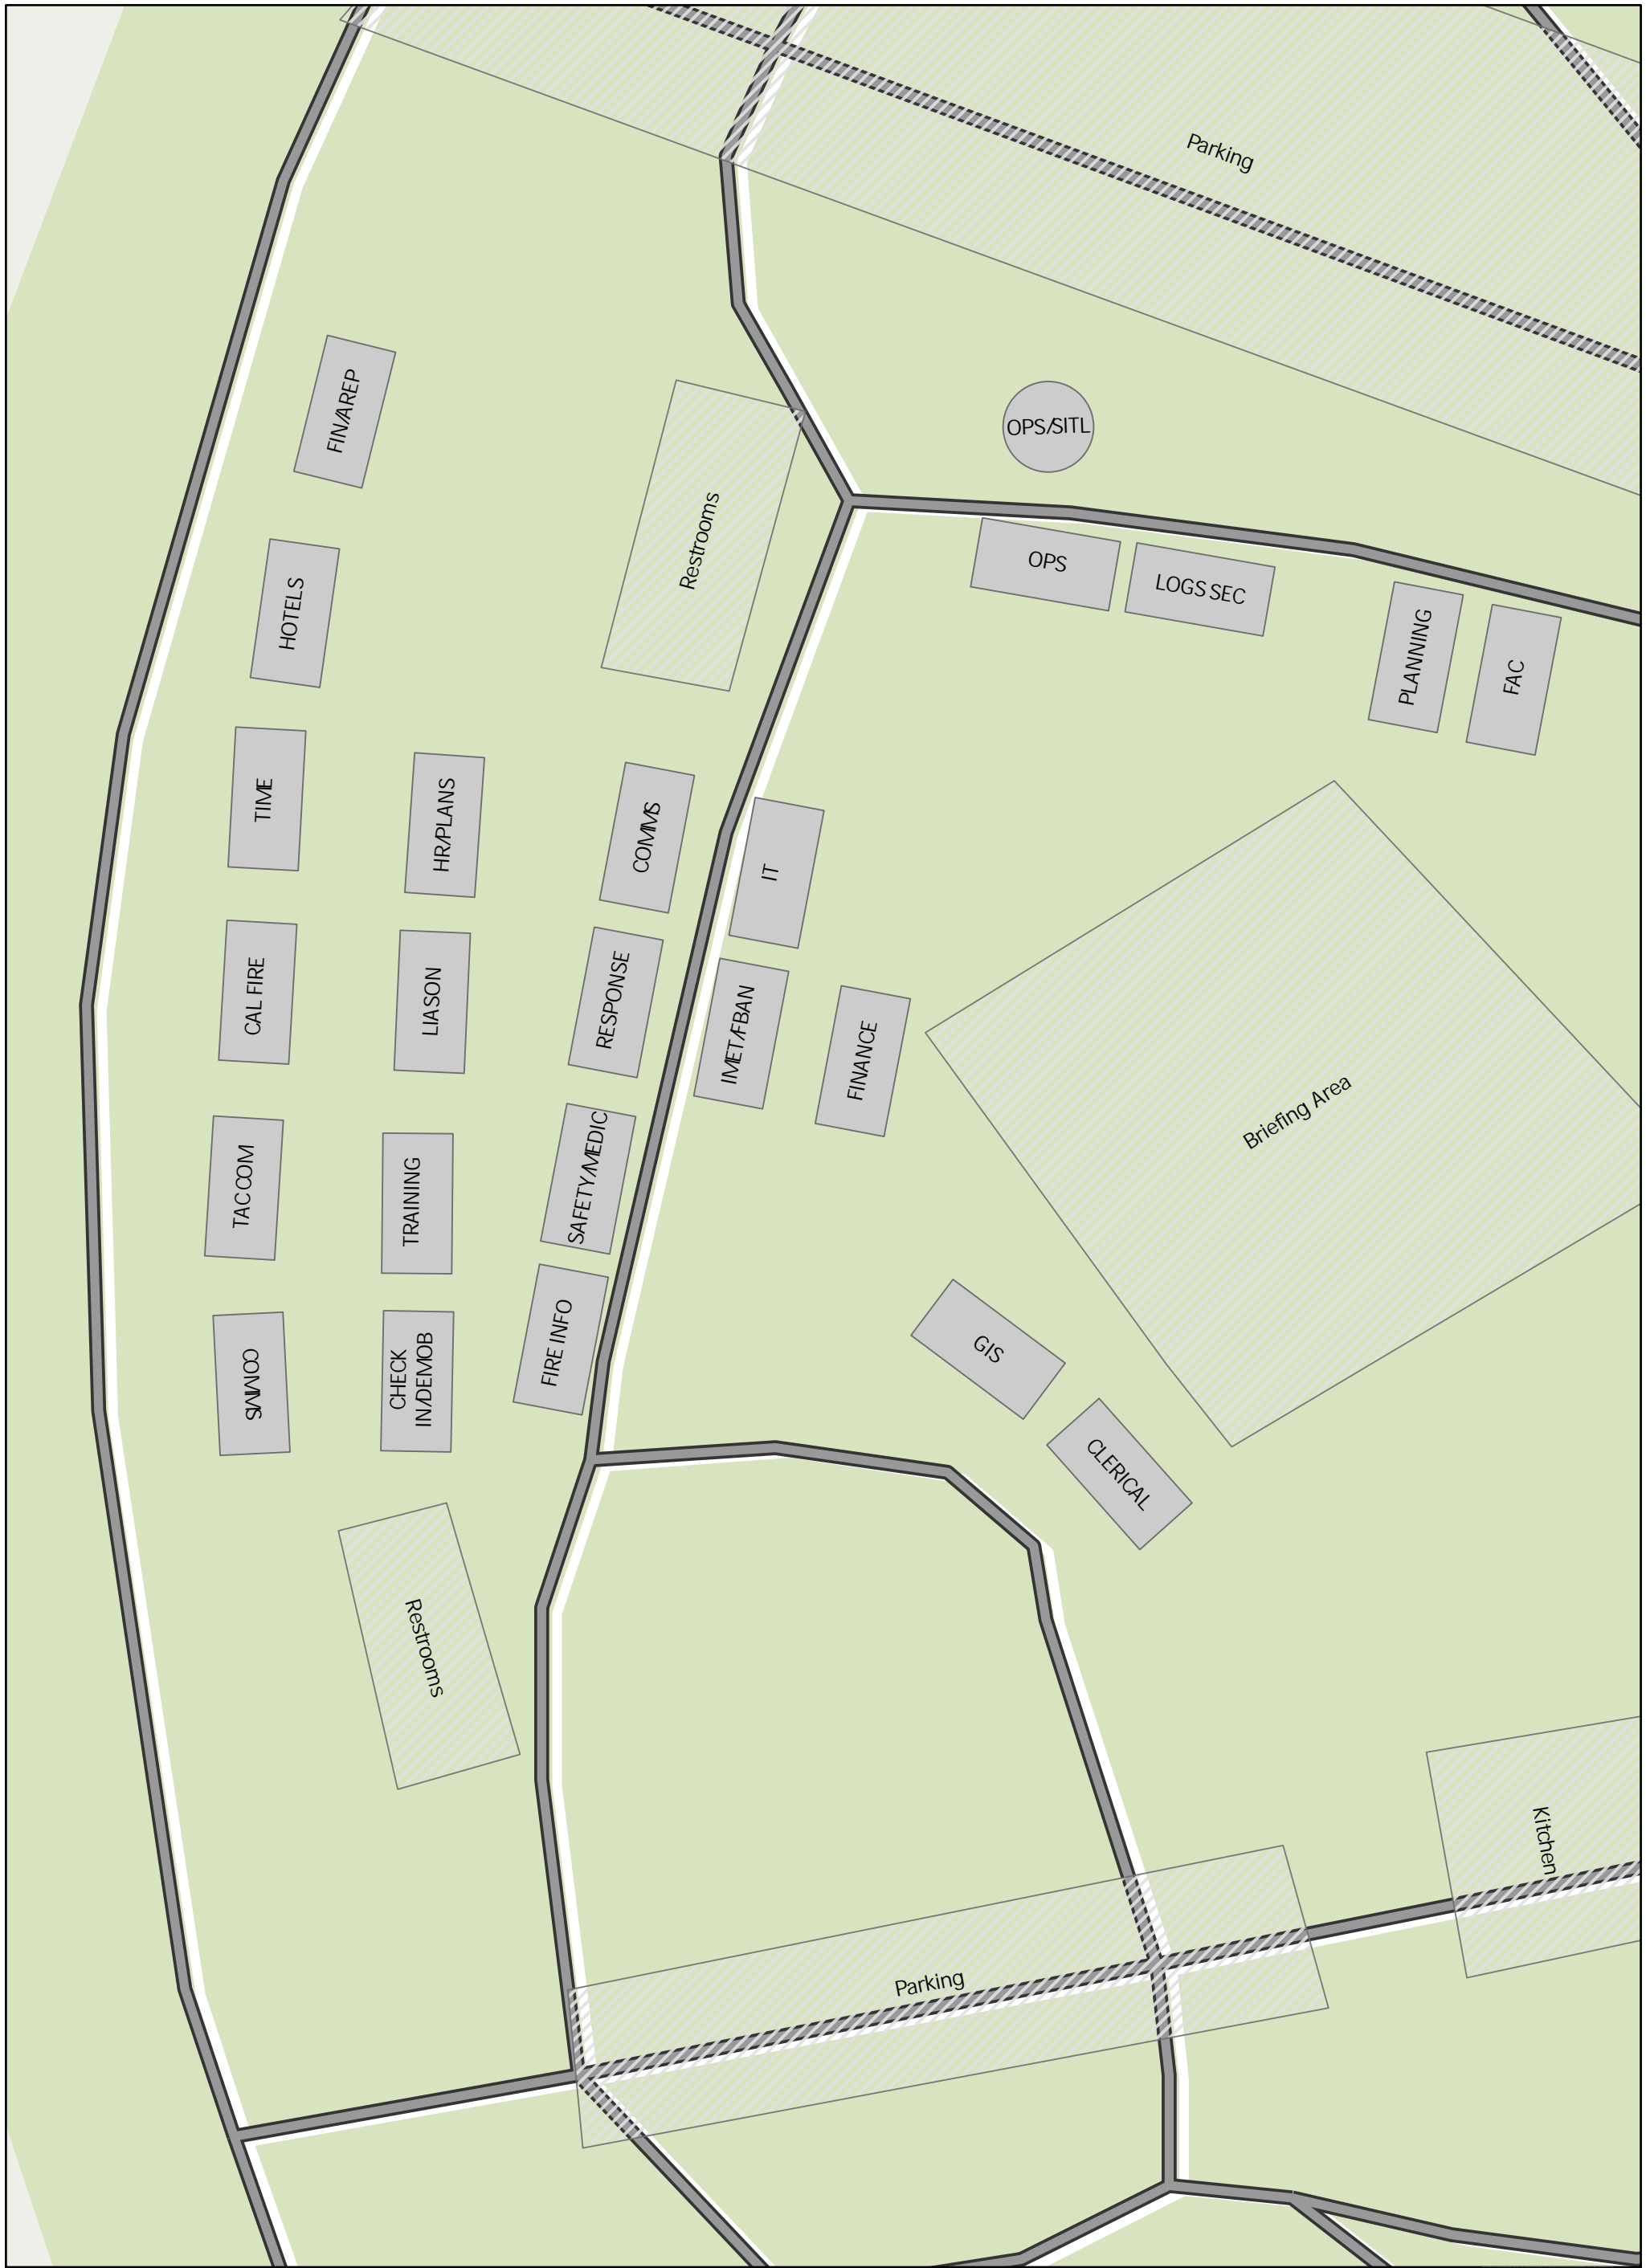 Parking
FIN/AREP
OPS/SITL
Restrooms
OPS
LOGS SEC
HOTELS
PLANNING
FAC
TIME
HR/PLANS
COMMS
IT
CAL FIRE
LIASON
RESPONSE
IMET/FBAN
FINANCE
Briefing Area
TAC COM
TRAINING
SAFETY/MEDIC
FIRE INFO
GIS
COMMS
CHECK
IN/DEMOB
CLERICAL
Restrooms
Kitchen
Parking